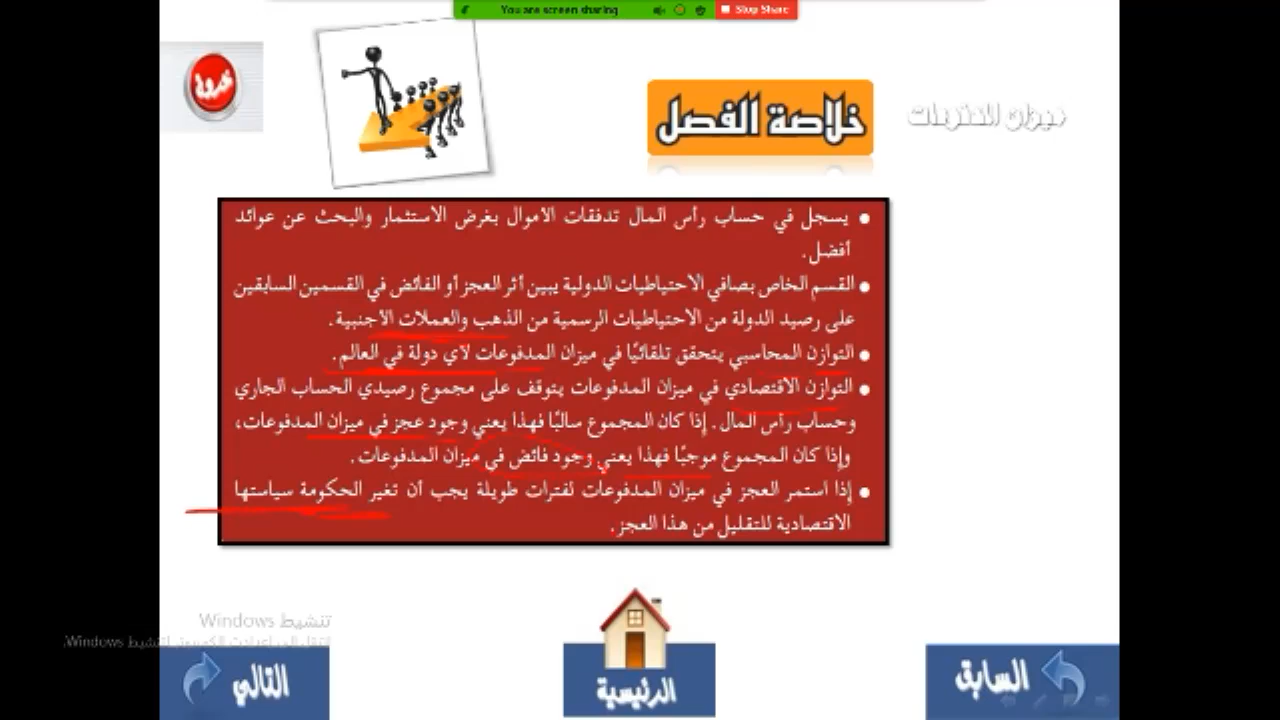 You are screen sharing
Stop Share
خلاصة الفصل
يسجل في حساب رأس المال تدفقات الاموال بغرض الاستثمار والبحث عن عوائد
أفضل.
القسم الخاص بصافي الاحتياطيات الدولية يبين أثر العجز أو الفائض في القسمين السابقين
على رصيد الدولة من الاحتياطيات الرسمية من الذهب والعملات الاجنبية.
التوازن المحاسبي يتحقق تلقائيًا في ميزان المدفوعات لاي دولة في العالم.
التوازن الاقتصادي في ميزان المدفوعات يتوقف على مجموع رصيدي الحساب الجاري
وحساب رأس المال. إذا كان المجموع سالبًا فهذا يعني وجود عجز في ميزان المدفوعات،
وإذا كان المجموع موجبًا فهذا يعني وجود فائض في ميزان المدفوعات.
إذا استمر العجز في ميزان المدفوعات لفترات طويلة يجب أن تغير الحكومة سياستها
الاقتصادية للتقليل من هذا العجز.
تنشيط Windows
السابق
الرئيسية
التالي